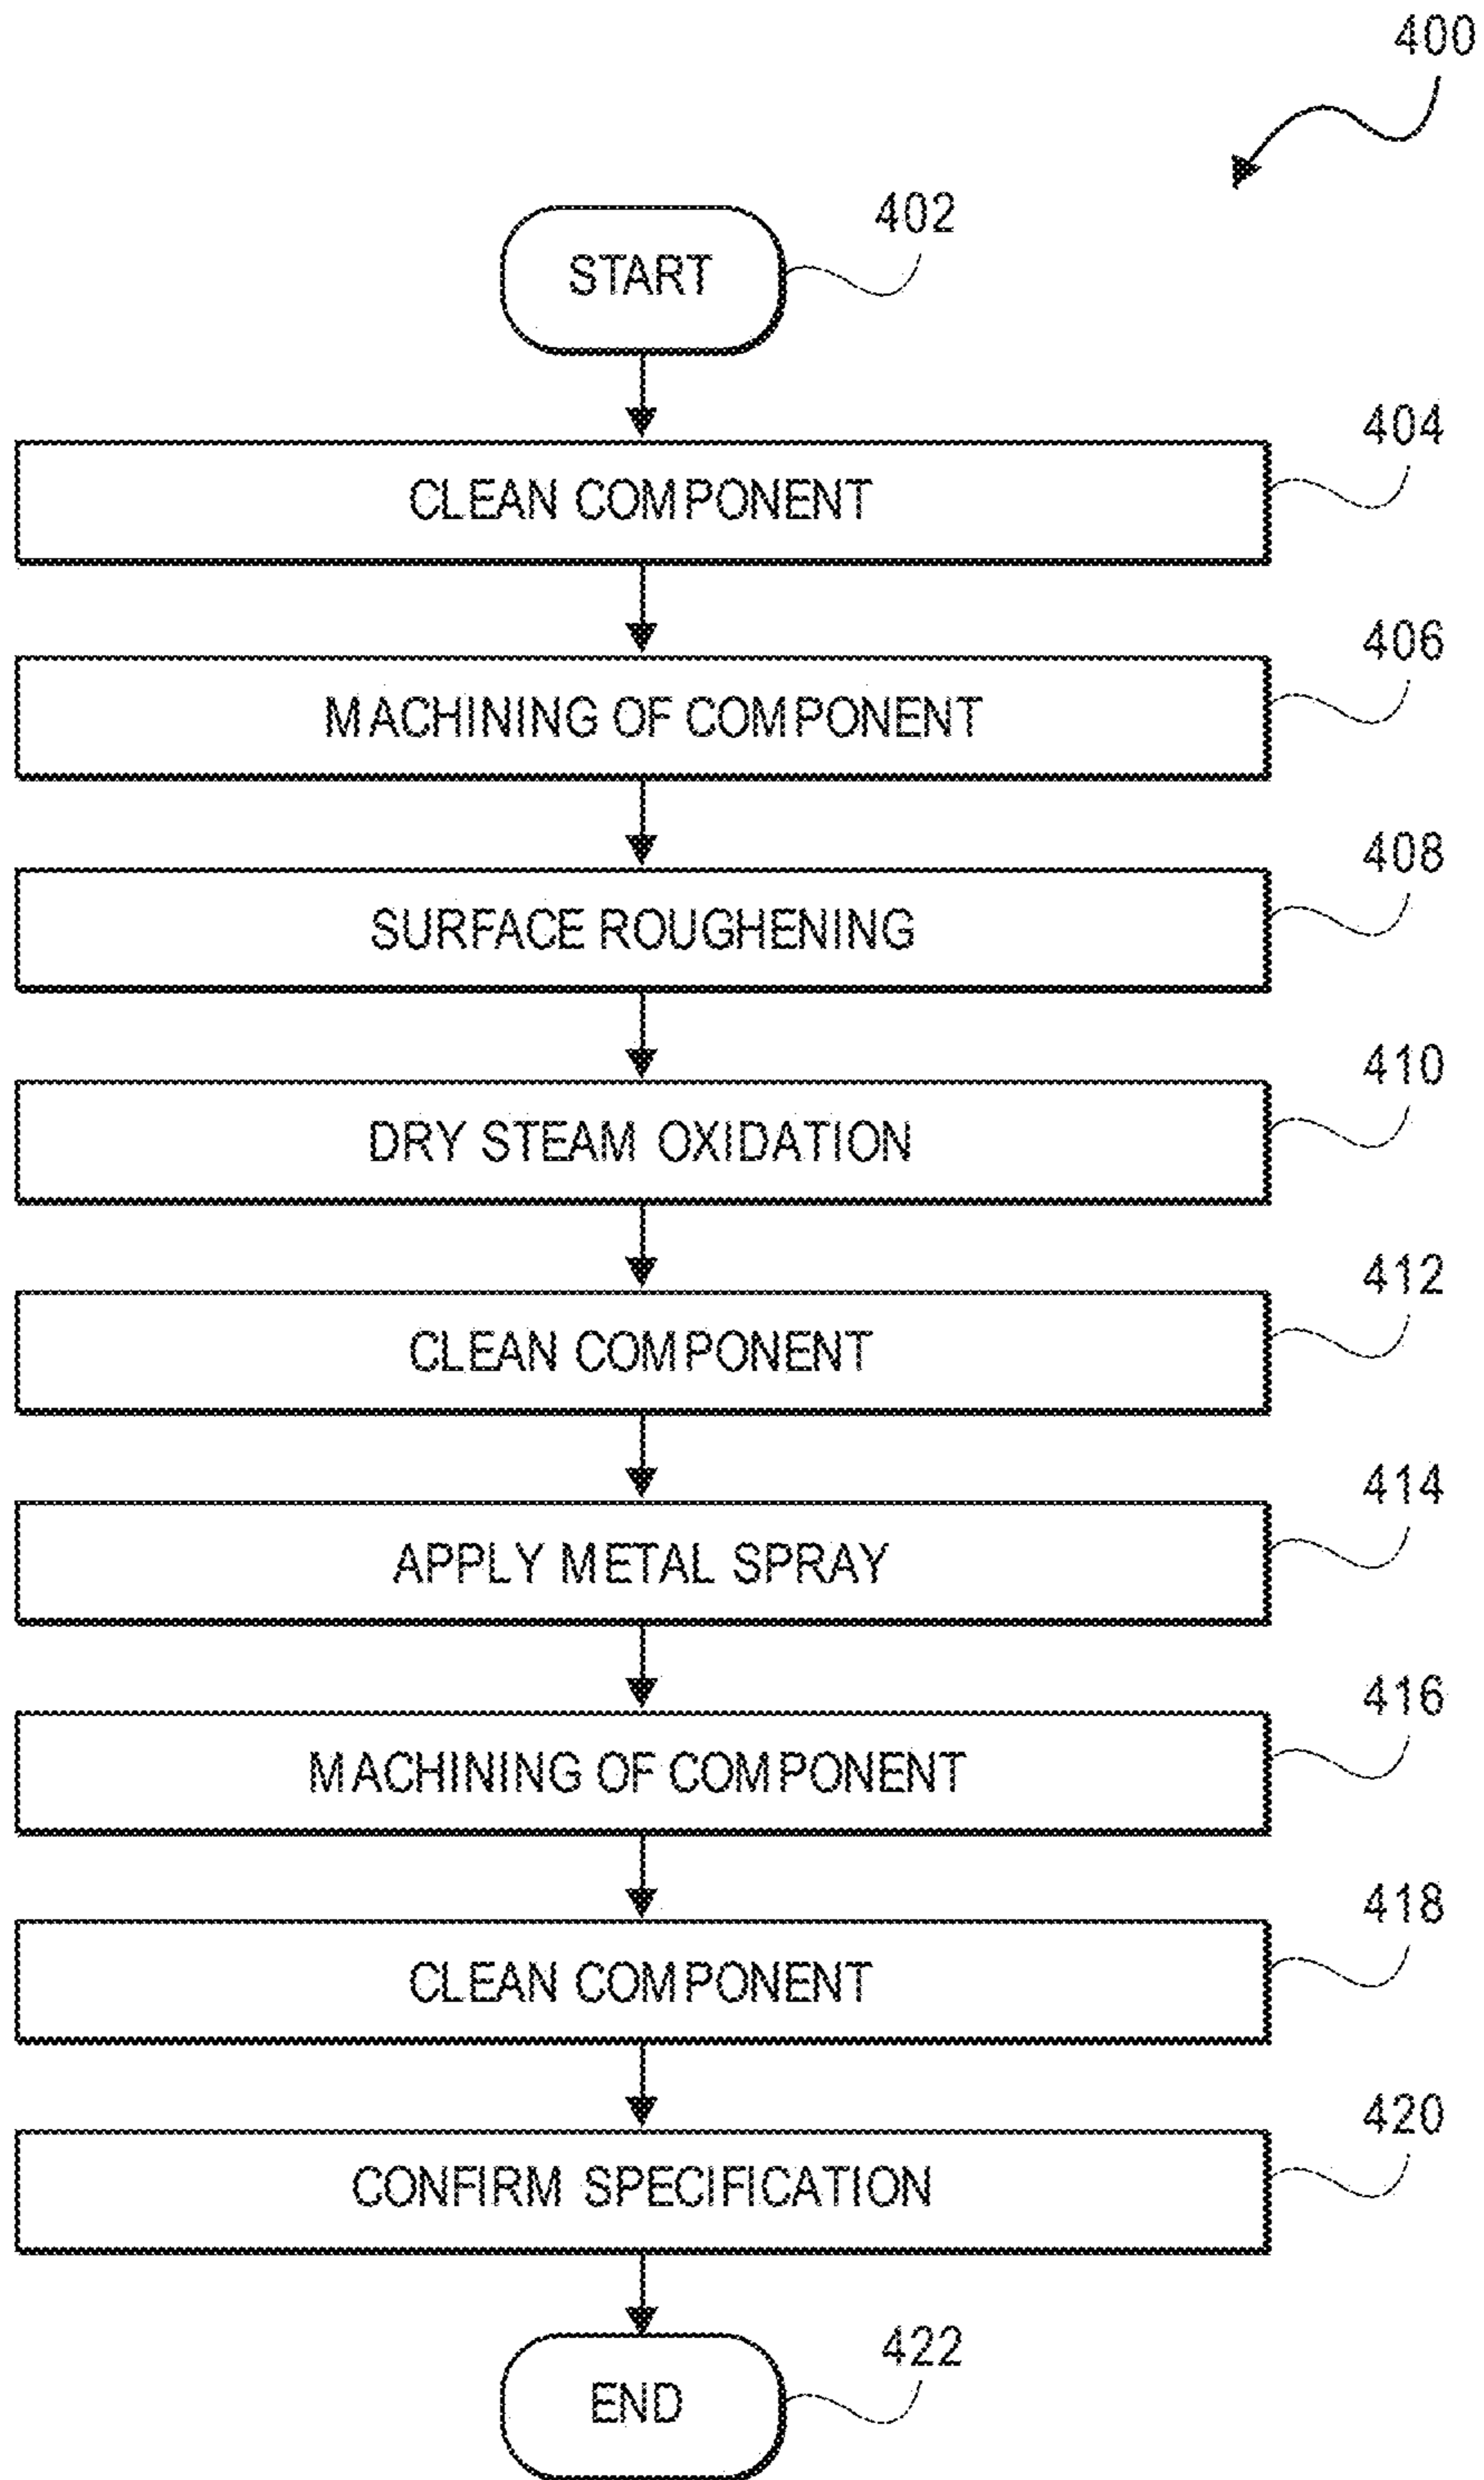 400
START
402
CLEAN COMPONENT
404
MACHINING OF COMPONENT
406
SURFACE ROUGHENING
408
DRY STEAM OXIDATION
410
CLEAN COMPONENT
412
APPLY METAL SPRAY
414
MACHINING OF COMPONENT
416
CLEAN COMPONENT
418
CONFIRM SPECIFICATION
420
END
422